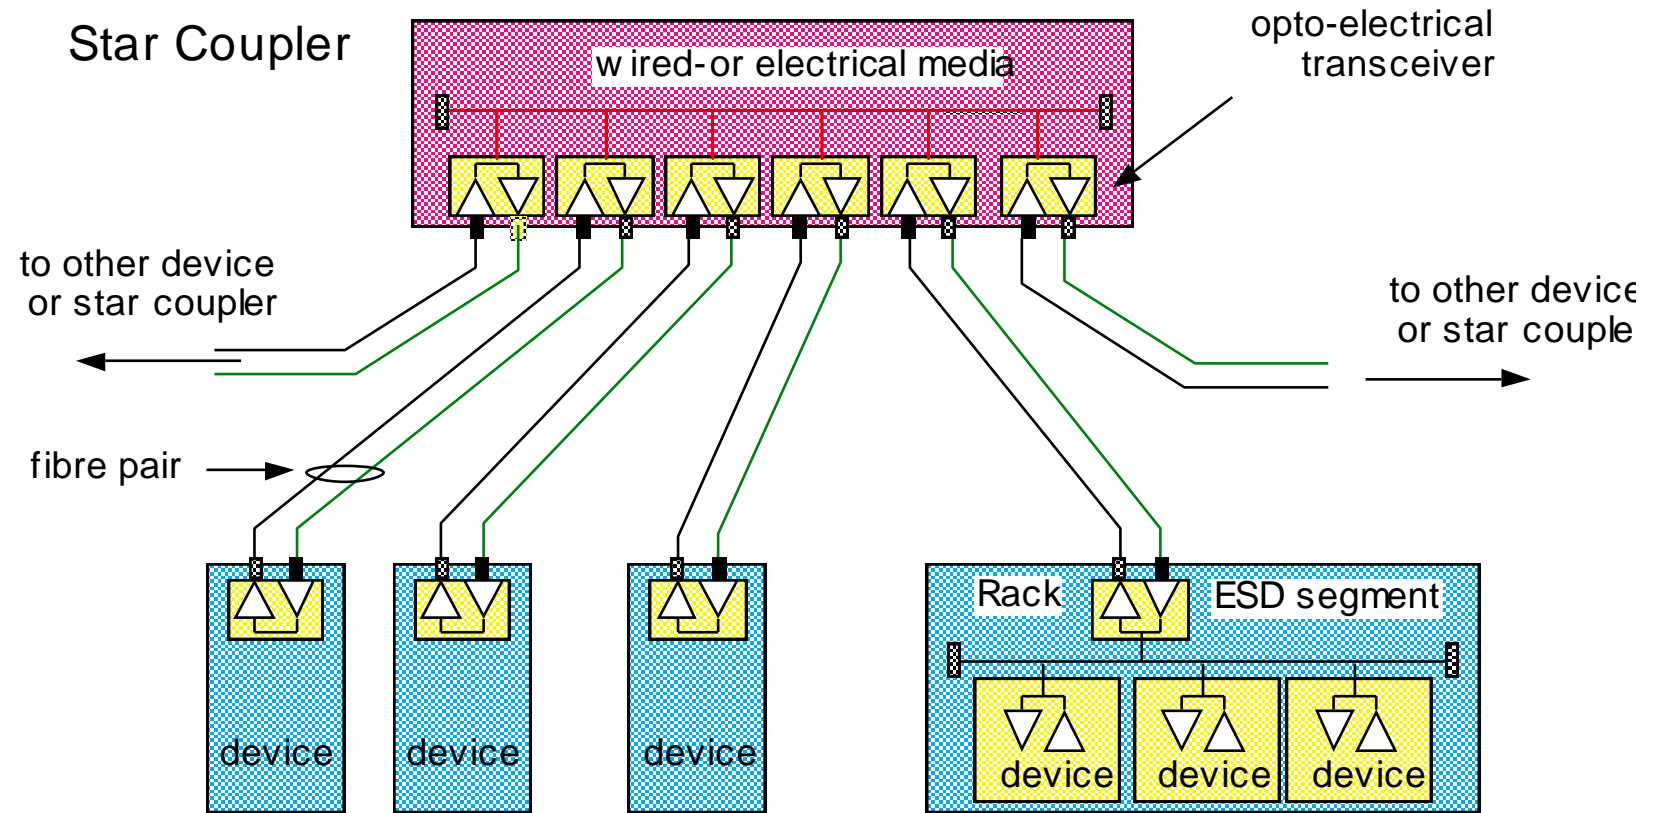 Star Coupler
wired-or electrical media
opto-electrical
transceiver
to other device
or star coupler
to other device
or star couple
fibre pair
Rack
ESD segment
device
device
device
device
device
device